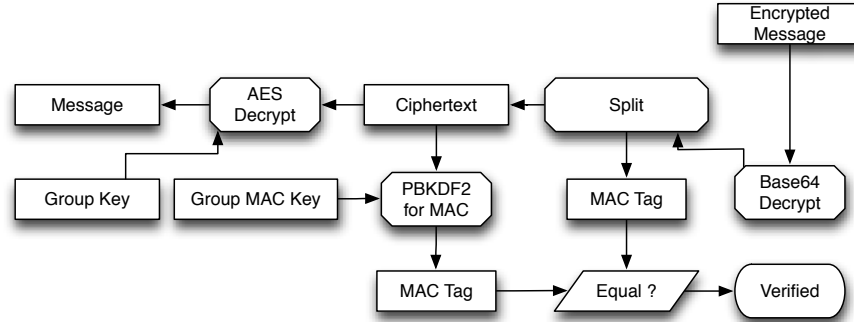 Encrypted
Message
Message
AES
Decrypt
Ciphertext
Split
Group Key
Group MAC Key
PBKDF2
for MAC
MAC Tag
Base64
Decrypt
MAC Tag
Equal ?
Verified